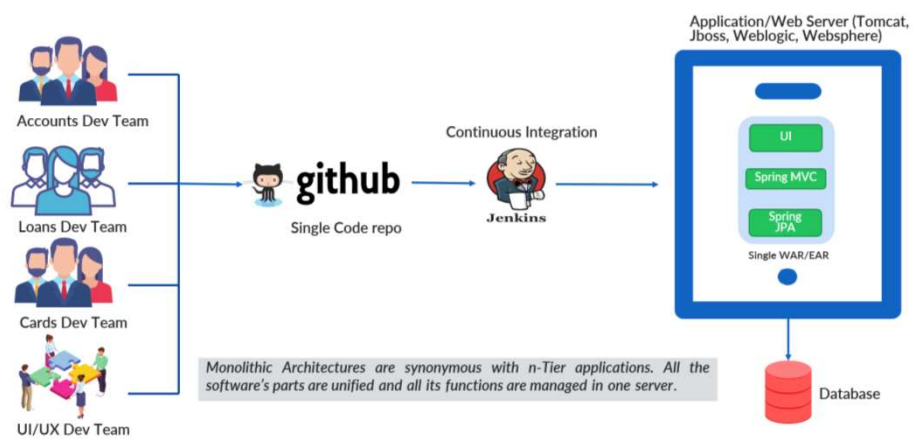 Application/Web Server (Tomcat,
Jboss, Weblogic, Websphere)
Accounts Dev Team
Loans Dev Team
Cards Dev Team
UI/UX Dev Team
github
Single Code repo
Continuous Integration
Jenkins
UI
Spring MVC
Spring
JPA
Single WAR/EAR
Database
Monolithic Architectures are synonymous with n-Tier applications. All the
software's parts are unified and all its functions are managed in one server.